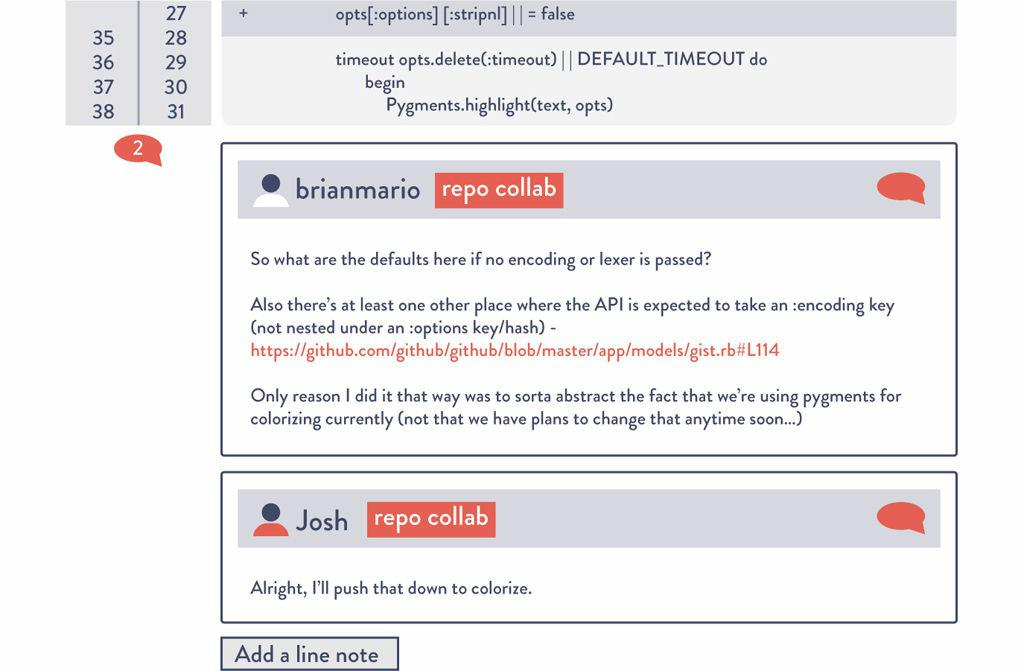 27 + opts[:options] [:stripnl] | | = false
35 28
36 29 timeout opts.delete(:timeout) | | DEFAULT_TIMEOUT do
37 30 begin
38 31 Pygments.highlight(text, opts)
2
brianmario repo collab
So what are the defaults here if no encoding or lexer is passed?
Also there's at least one other place where the API is expected to take an :encoding key
(not nested under an :options key/hash) -
https://github.com/github/github/blob/master/app/models/gist.rb#L114
Only reason I did it that way was to sorta abstract the fact that we're using pygments for
colorizing currently (not that we have plans to change that anytime soon...)
Josh repo collab
Alright, I'll push that down to colorize.
Add a line note